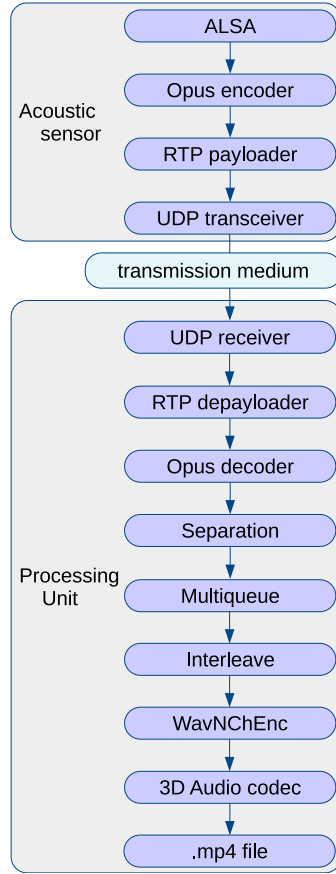 ALSA
Opus encoder
Acoustic
sensor
RTP payloader
UDP transceiver
transmission medium
UDP receiver
RTP depayloader
Opus decoder
Separation
Processing
Unit
Multiqueue
Interleave
WavNChEnc
3D Audio codec
.mp4 file